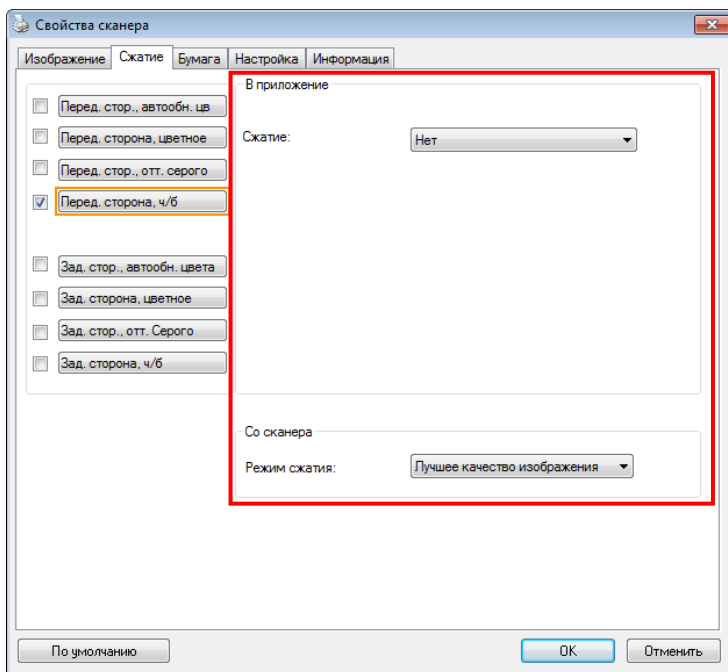 Свойства сканера
Изображение Сжатие Бумага Настройка Информация
Перед. стор., автообн. цв
Перед. сторона, цветное
Перед. стор., отт. серого
Перед. сторона, ч/б
Зад. стор., автообн. цвета
Зад. сторона, цветное
Зад. стор., отт. Серого
Зад. сторона, ч/б
В приложение
Сжатие: Нет
Со сканера
Режим сжатия: Лучшее качество изображения
По умолчанию OK Отменить